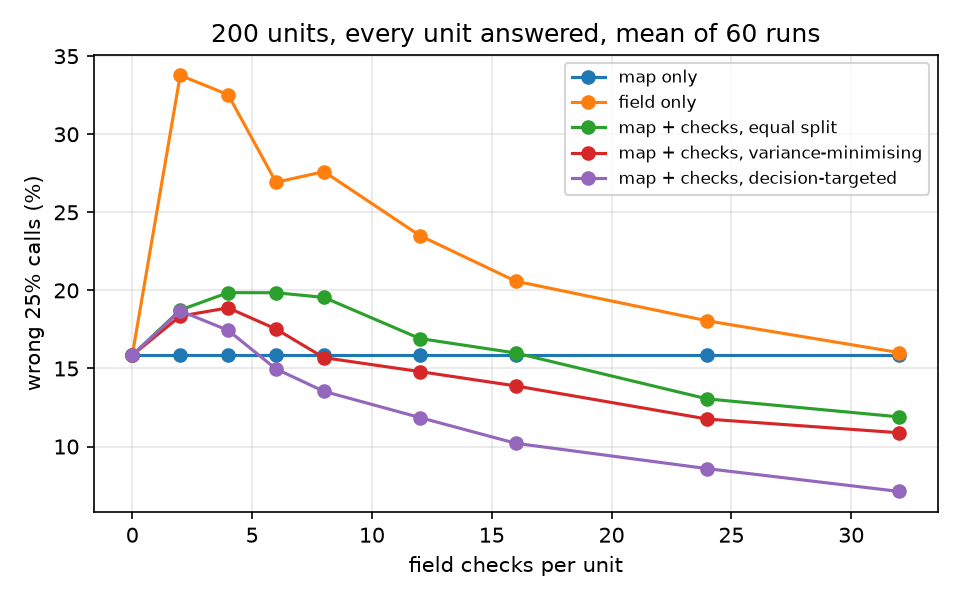 200 units, every unit answered, mean of 60 runs
35
30
25
20
15
10
wrong 25% calls (%)
map only
field only
map + checks, equal split
map + checks, variance-minimising
map + checks, decision-targeted
0 5 10 15 20 25 30
field checks per unit